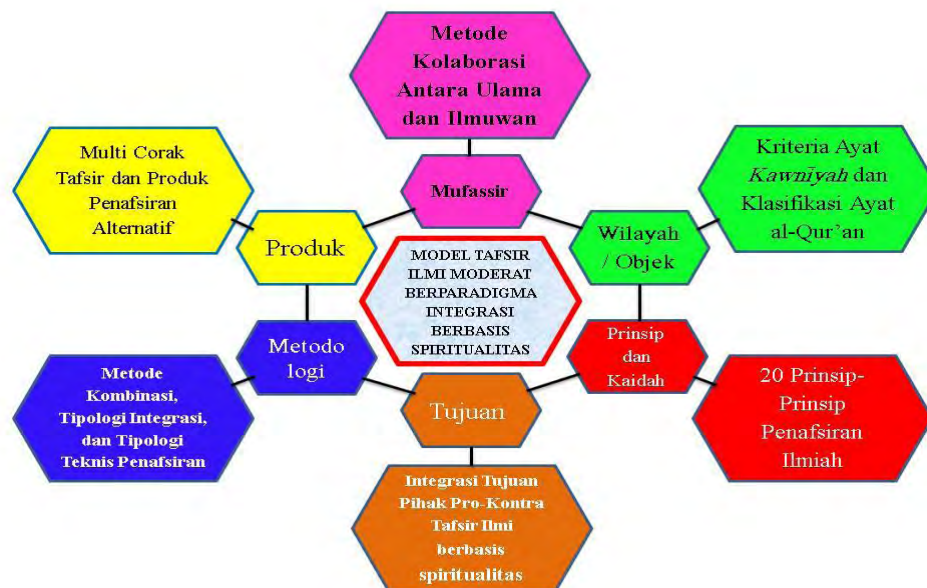 Metode
Kolaborasi
Antara Ulama
dan Ilmuwan
Mufassir
Kriteria Ayat
Kawnīyah dan
Klasifikasi Ayat
al-Qur’an
Wilayah
/ Objek
Prinsip
dan
Kaidah
20 Prinsip-
Prinsip
Penafsiran
Ilmiah
Tujuan
Integrasi Tujuan
Pihak Pro-Kontra
Tafsir Ilmi
berbasis
spiritualitas
Metodo
logi
Metode
Kombinasi,
Tipologi Integrasi,
dan Tipologi
Teknis Penafsiran
Produk
Multi Corak
Tafsir dan Produk
Penafsiran
Alternatif
MODEL TAFSIR
ILMI MODERAT
BERPARADIGMA
INTEGRASI
BERBASIS
SPIRITUALITAS